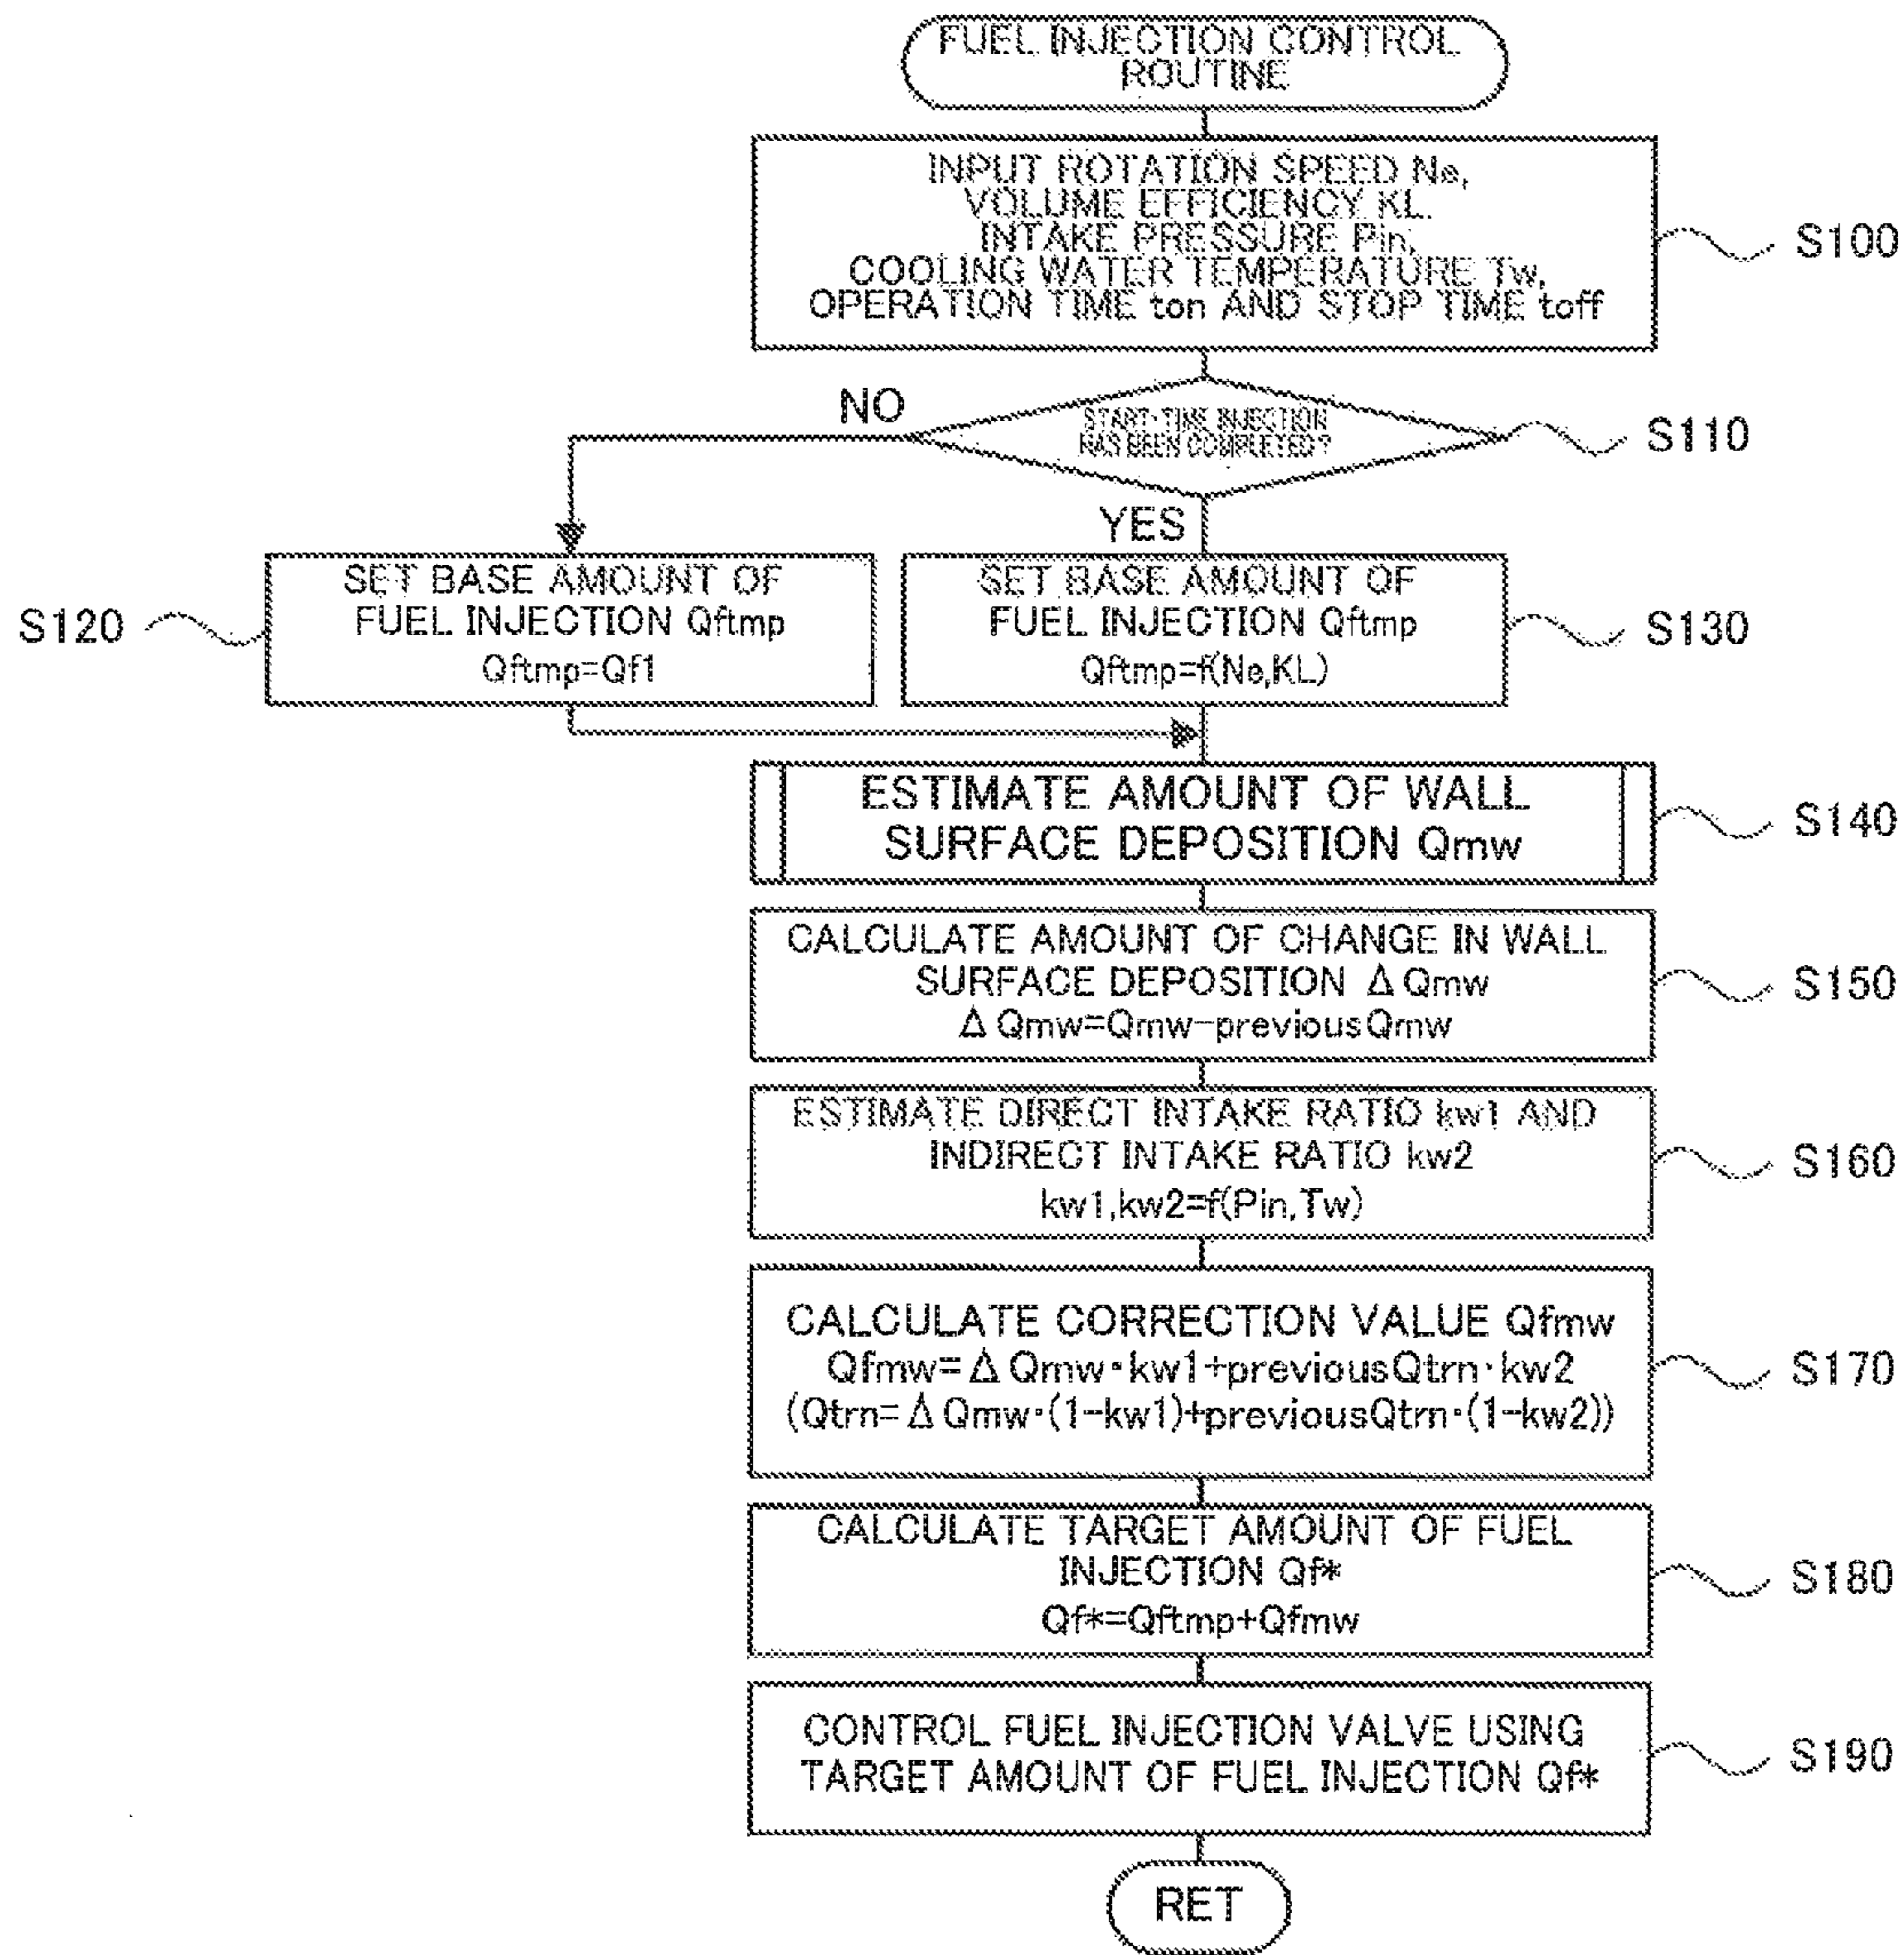 FUEL INJECTION CONTROL
ROUTINE
INPUT ROTATION SPEED Ne,
VOLUME EFFICIENCY KL,
INTAKE PRESSURE Pin,
COOLING WATER TEMPERATURE Tw,
OPERATION TIME ton AND STOP TIME toff
S100
START-TIME INJECTION
HAS BEEN COMPLETED?
S110
NO
YES
SET BASE AMOUNT OF
FUEL INJECTION Qftmp
Qftmp=Qf1
S120
SET BASE AMOUNT OF
FUEL INJECTION Qftmp
Qftmp=f(Ne,KL)
S130
ESTIMATE AMOUNT OF WALL
SURFACE DEPOSITION Qmw
S140
CALCULATE AMOUNT OF CHANGE IN WALL
SURFACE DEPOSITION Δ Qmw
Δ Qmw=Qmw-previousQmw
S150
ESTIMATE DIRECT INTAKE RATIO kw1 AND
INDIRECT INTAKE RATIO kw2
kw1,kw2=f(Pin,Tw)
S160
CALCULATE CORRECTION VALUE Qfmw
Qfmw=Δ Qmw・kw1+previousQtrn・kw2
(Qtrn=Δ Qmw・(1-kw1)+previousQtrn・(1-kw2))
S170
CALCULATE TARGET AMOUNT OF FUEL
INJECTION Qf*
Qf*=Qftmp+Qfmw
S180
CONTROL FUEL INJECTION VALVE USING
TARGET AMOUNT OF FUEL INJECTION Qf*
S190
RET